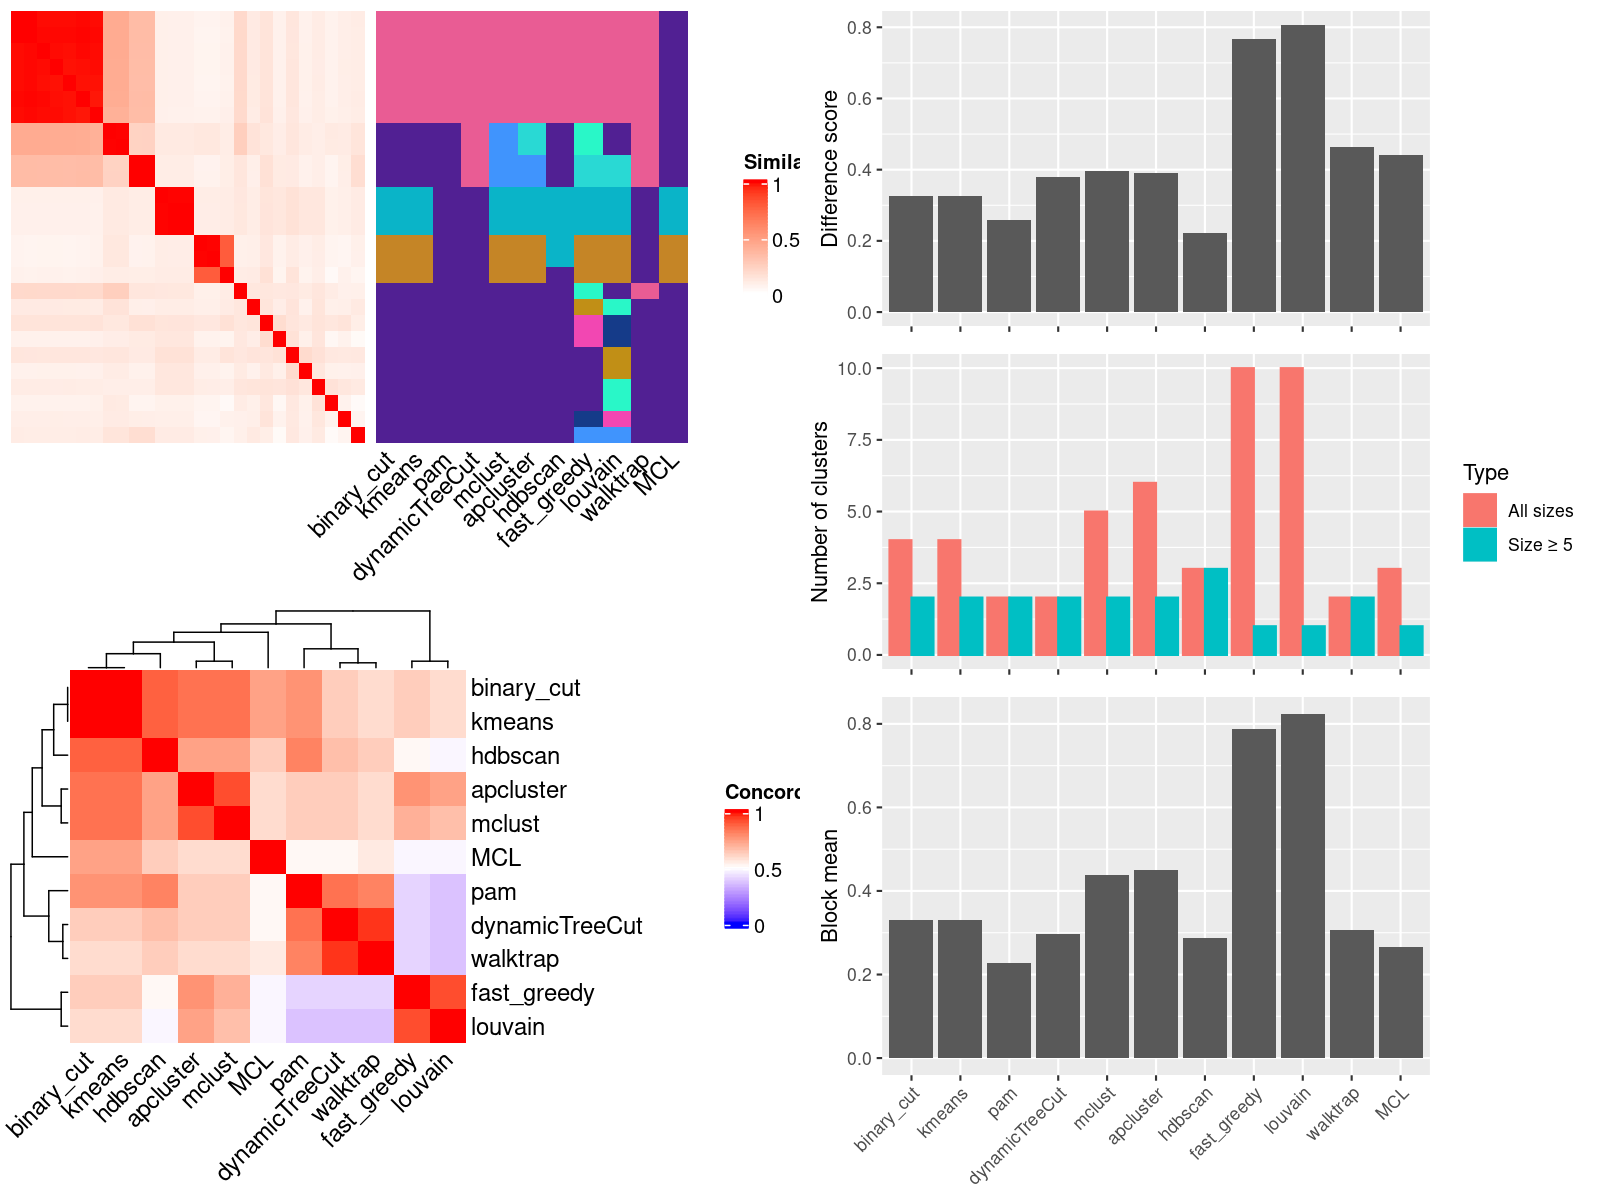 Simila
1
0.5
0
binary_cut
kmeans
pam
dynamicTreeCut
mclust
apcluster
hdbscan
fast_greedy
louvain
walktrap
MCL
binary_cut
kmeans
hdbscan
apcluster
mclust
MCL
pam
dynamicTreeCut
walktrap
fast_greedy
louvain
Concord
1
0.5
0
binary_cut
kmeans
hdbscan
apcluster
mclust
MCL
pam
dynamicTreeCut
walktrap
fast_greedy
louvain
Difference score
0.8
0.6
0.4
0.2
0.0
Number of clusters
10.0
7.5
5.0
2.5
0.0
Type
All sizes
Size ≥ 5
Block mean
0.8
0.6
0.4
0.2
0.0
binary_cut
kmeans
pam
dynamicTreeCut
mclust
apcluster
hdbscan
fast_greedy
louvain
walktrap
MCL